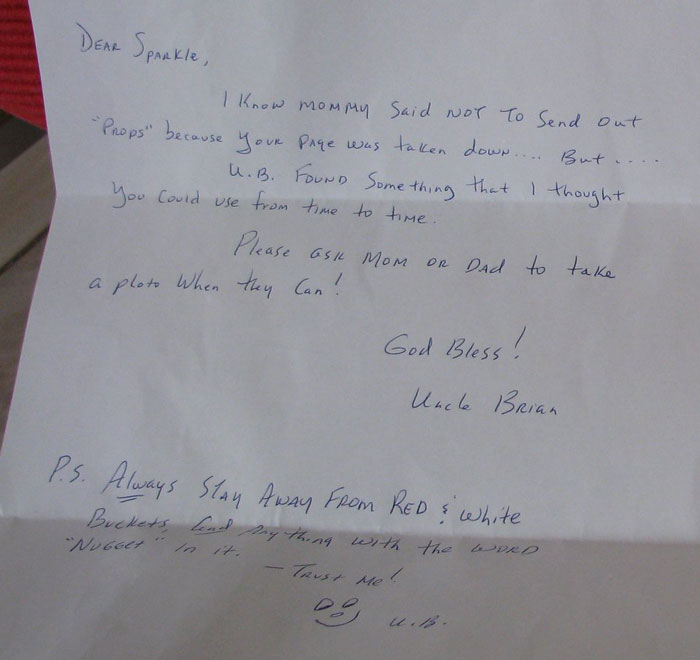 Dear Sparkle,
I Know mommy said NOT To Send out
"Props" because your page was taken down.... But....
U.B. Found Something that I thought
You Could use from time to time.
Please ask Mom or Dad to take
a photo When they Can!
God Bless!
Uncle Brian
P.S. Always Stay Away From Red & White
Buckets and Anything with the word
"Nugget" in it.
- Trust Me!
U.B.